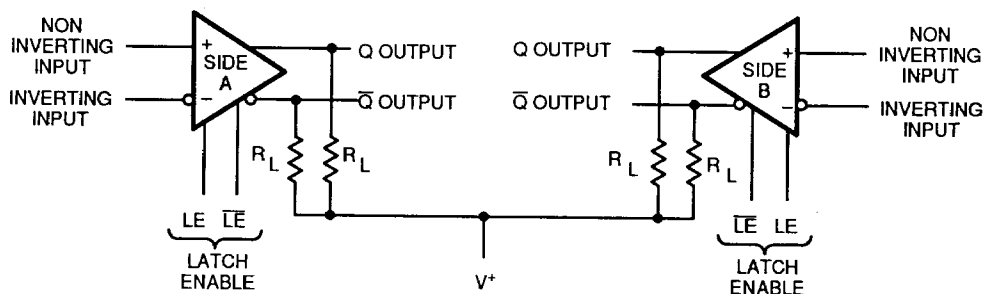 NON
INVERTING
INPUT
+
SIDE
A
Q OUTPUT
INVERTING
INPUT
−
Q̅ OUTPUT
R L
R L
LE
L̅E̅
LATCH
ENABLE
V+
Q OUTPUT
+
SIDE
B
NON
INVERTING
INPUT
Q̅ OUTPUT
−
INVERTING
INPUT
R L
R L
L̅E̅
LE
LATCH
ENABLE